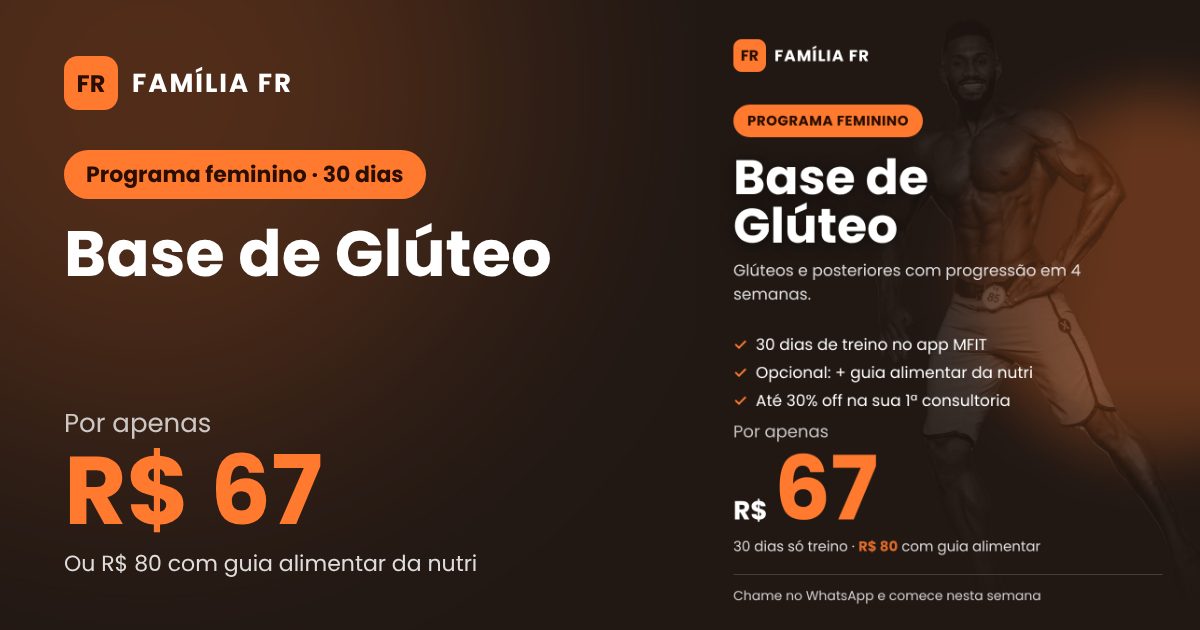 FR FAMÍLIA FR
Programa feminino · 30 dias
Base de Glúteo
Por apenas
R$ 67
Ou R$ 80 com guia alimentar da nutri
FR FAMÍLIA FR
PROGRAMA FEMININO
Base de
Glúteo
Glúteos e posteriores com progressão em 4
semanas.
30 dias de treino no app MFIT
Opcional: + guia alimentar da nutri
Até 30% off na sua 1ª consultoria
Por apenas
R$ 67
30 dias só treino · R$ 80 com guia alimentar
Chame no WhatsApp e comece nesta semana
85